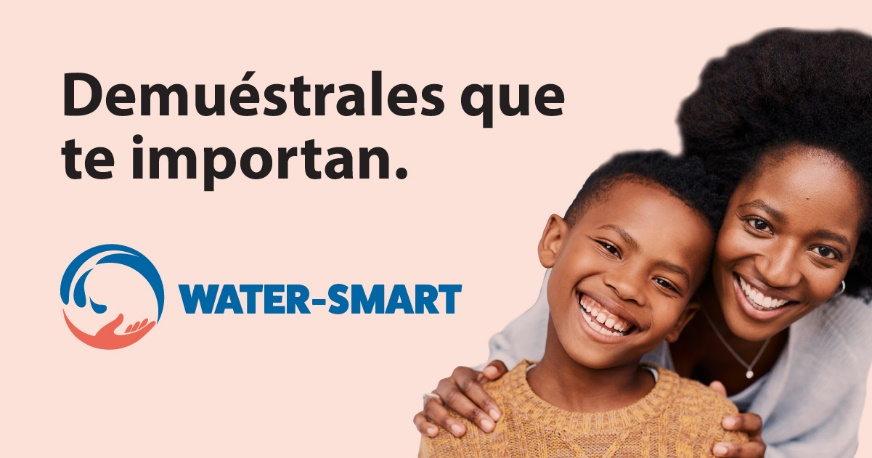 Demuéstrales que
te importan.
WATER-SMART